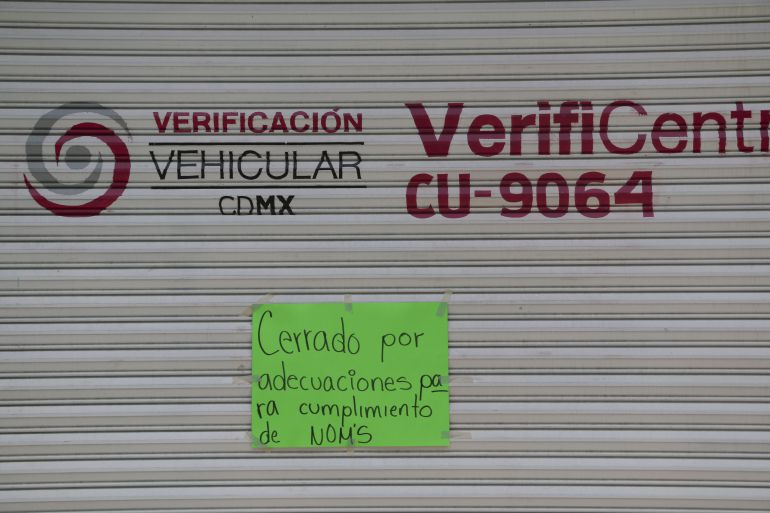 VERIFICACIÓN
VEHICULAR
CDMX
VerifiCentr
CU-9064
Cerrado por
adecuaciones pa
ra cumplimiento
de NOM'S